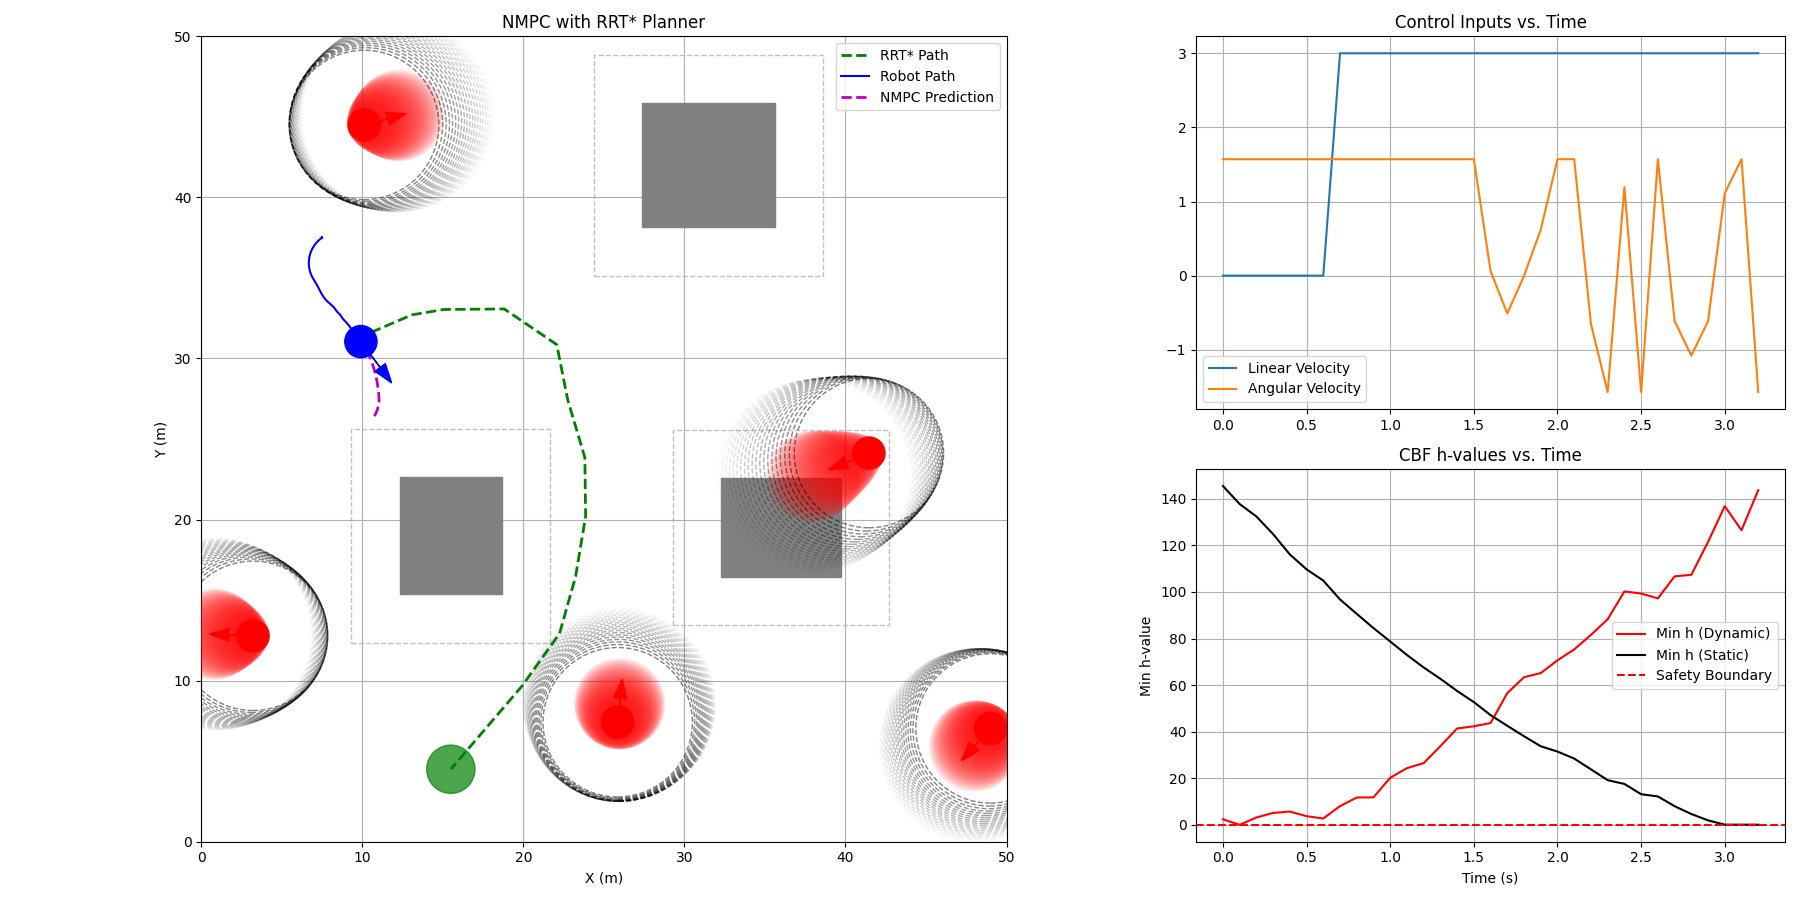 NMPC with RRT* Planner
50
40
30
20
10
0
Y (m)
0
10
20
30
40
50
X (m)
RRT* Path
Robot Path
NMPC Prediction
Control Inputs vs. Time
3
2
1
0
−1
0.0
0.5
1.0
1.5
2.0
2.5
3.0
Linear Velocity
Angular Velocity
CBF h-values vs. Time
140
120
100
80
60
40
20
0
Min h-value
0.0
0.5
1.0
1.5
2.0
2.5
3.0
Time (s)
Min h (Dynamic)
Min h (Static)
Safety Boundary